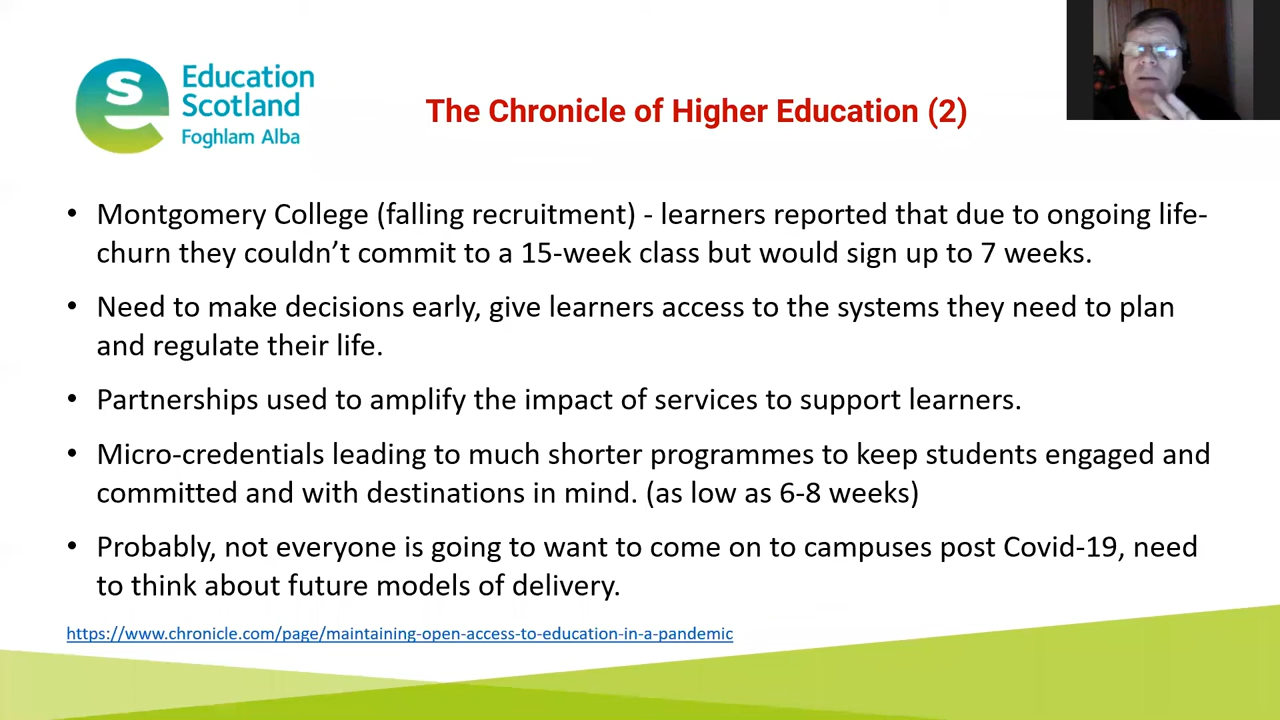 Education
Scotland
Foghlam Alba
The Chronicle of Higher Education (2)
• Montgomery College (falling recruitment) - learners reported that due to ongoing life-
churn they couldn’t commit to a 15-week class but would sign up to 7 weeks.
• Need to make decisions early, give learners access to the systems they need to plan
and regulate their life.
• Partnerships used to amplify the impact of services to support learners.
• Micro-credentials leading to much shorter programmes to keep students engaged and
committed and with destinations in mind. (as low as 6-8 weeks)
• Probably, not everyone is going to want to come on to campuses post Covid-19, need
to think about future models of delivery.
https://www.chronicle.com/page/maintaining-open-access-to-education-in-a-pandemic